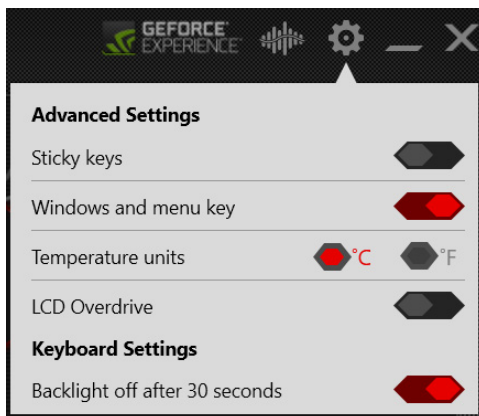 GEFORCE
EXPERIENCE
Advanced Settings
Sticky keys
Windows and menu key
Temperature units °C °F
LCD Overdrive
Keyboard Settings
Backlight off after 30 seconds